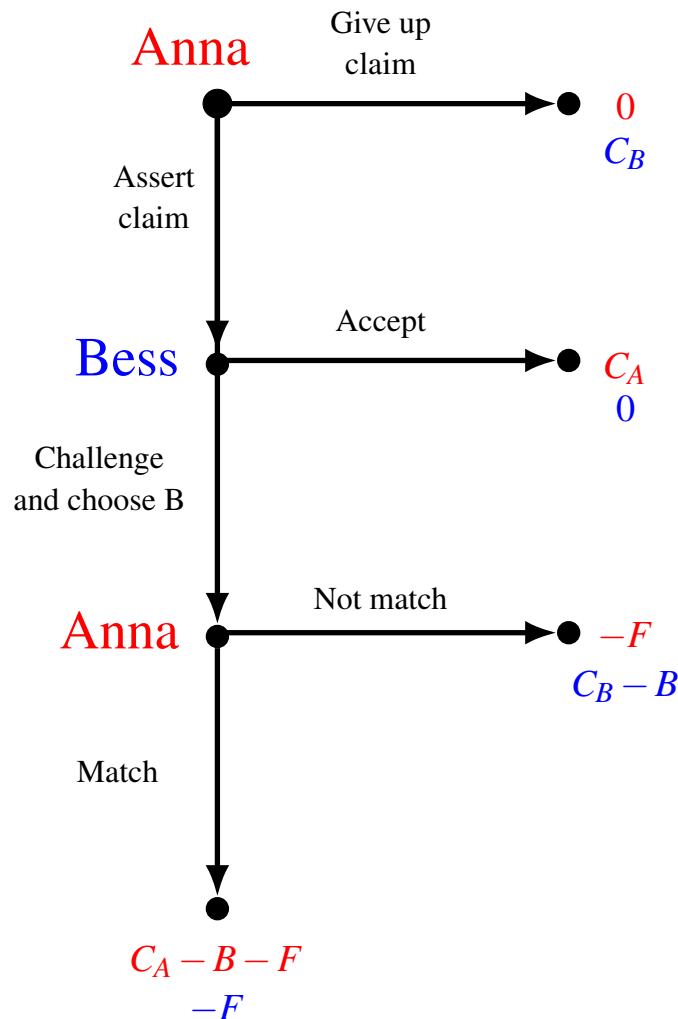 Anna
Give up
claim
0
C_B
Assert
claim
Bess
Accept
C_A
0
Challenge
and choose B
Anna
Not match
−F
C_B − B
Match
C_A − B − F
−F